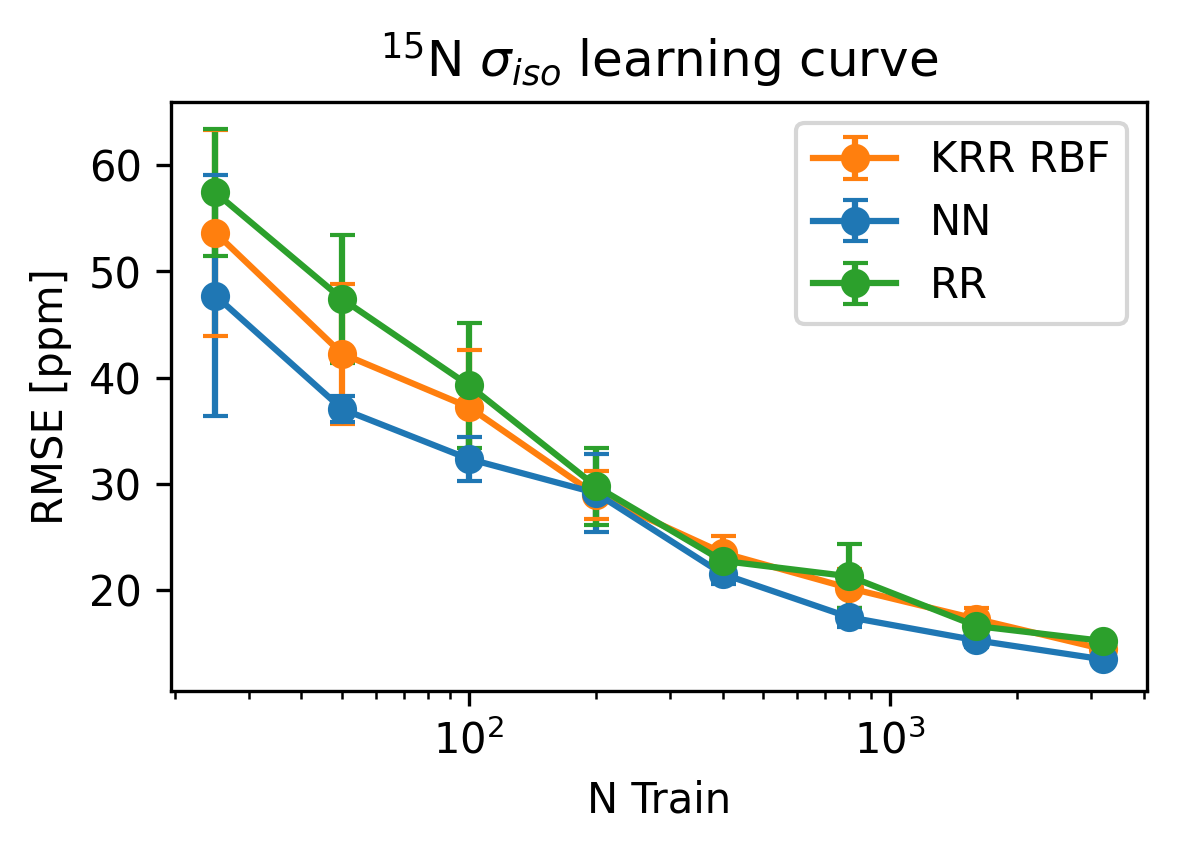 ¹⁵N σ_iso learning curve
60
50
40
30
20
RMSE [ppm]
KRR RBF
NN
RR
10² 10³
N Train